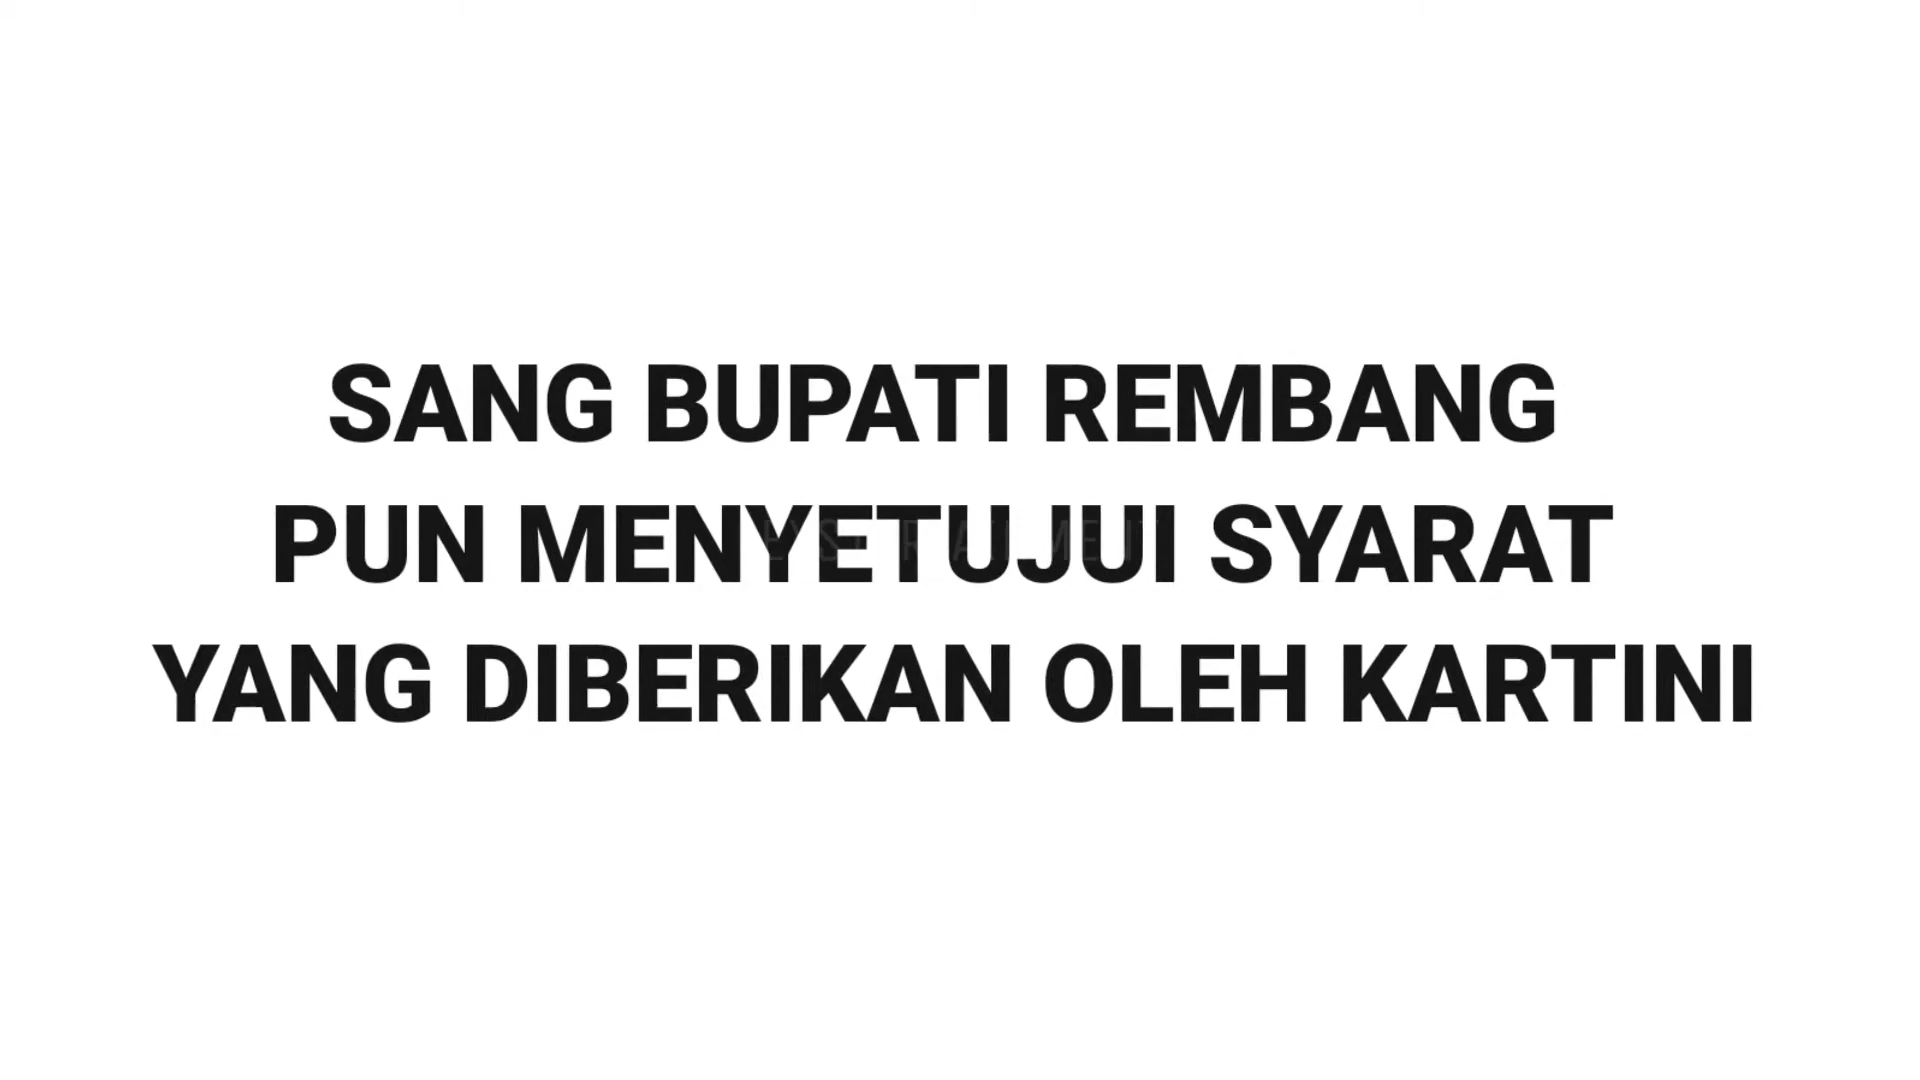 SANG BUPATI REMBANG
PUN MENYETUJUI SYARAT
YANG DIBERIKAN OLEH KARTINI